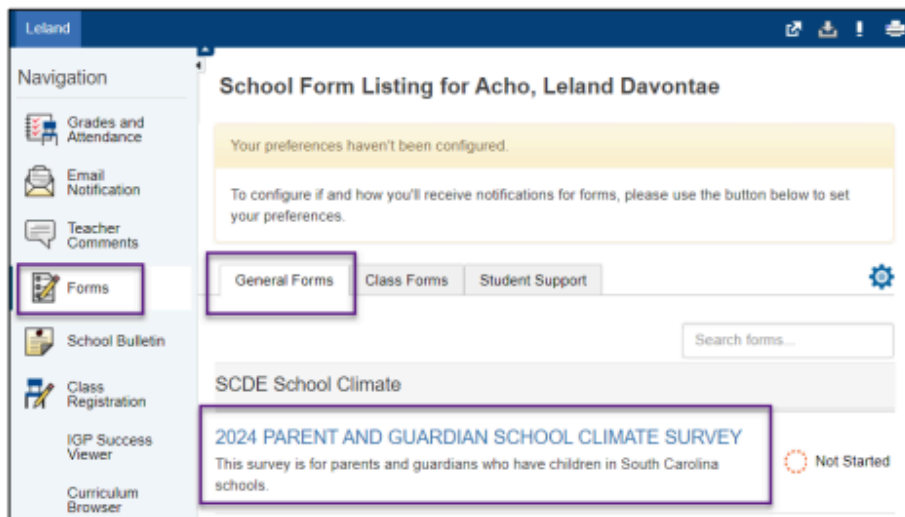 Leland
Navigation
Grades and
Attendance
Email
Notification
Teacher
Comments
Forms
School Bulletin
Class
Registration
IGP Success
Viewer
Curriculum
Browser
School Form Listing for Acho, Leland Davontae
Your preferences haven't been configured.
To configure if and how you'll receive notifications for forms, please use the button below to set
your preferences.
General Forms Class Forms Student Support
Search forms...
SCDE School Climate
2024 PARENT AND GUARDIAN SCHOOL CLIMATE SURVEY
This survey is for parents and guardians who have children in South Carolina
schools.
Not Started